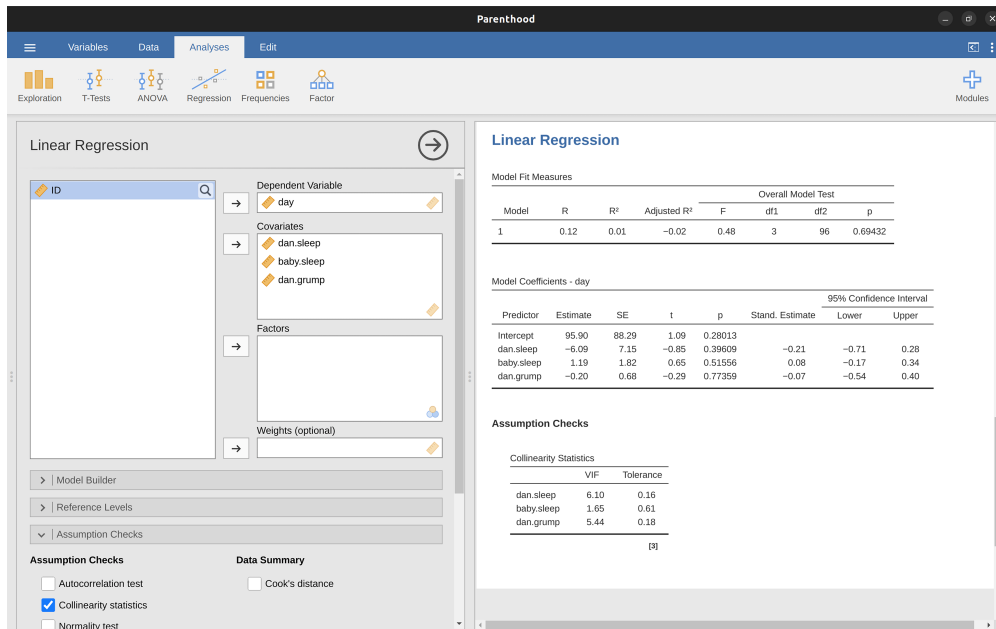 Parenthood
Variables Data Analyses Edit
Exploration T-Tests ANOVA Regression Frequencies Factor Modules
Linear Regression
ID
Dependent Variable
day
Covariates
dan.sleep
baby.sleep
dan.grump
Factors
Weights (optional)
Model Builder
Reference Levels
Assumption Checks
Assumption Checks Data Summary
Autocorrelation test Cook's distance
Collinearity statistics
Normality test
Linear Regression
Model Fit Measures
Overall Model Test
Model R R² Adjusted R² F df1 df2 p
1 0.12 0.01 −0.02 0.48 3 96 0.69432
Model Coefficients - day
95% Confidence Interval
Predictor Estimate SE t p Stand. Estimate Lower Upper
Intercept 95.90 88.29 1.09 0.28013
dan.sleep −6.09 7.15 −0.85 0.39609 −0.21 −0.71 0.28
baby.sleep 1.19 1.82 0.65 0.51556 0.08 −0.17 0.34
dan.grump −0.20 0.68 −0.29 0.77359 −0.07 −0.54 0.40
Assumption Checks
Collinearity Statistics
VIF Tolerance
dan.sleep 6.10 0.16
baby.sleep 1.65 0.61
dan.grump 5.44 0.18
[3]